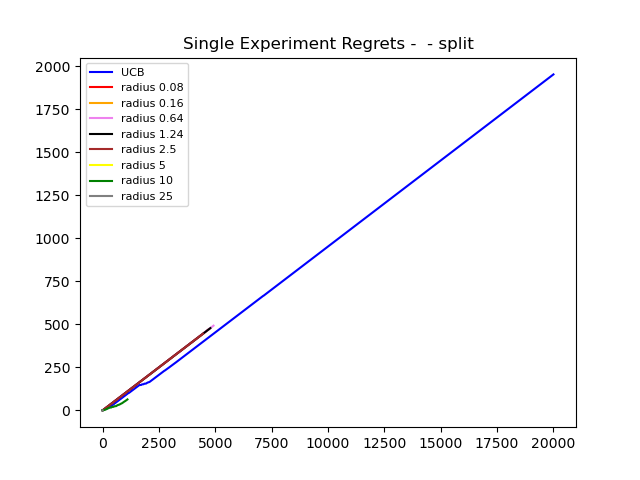 Single Experiment Regrets -  - split
2000
1750
1500
1250
1000
750
500
250
0
UCB
radius 0.08
radius 0.16
radius 0.64
radius 1.24
radius 2.5
radius 5
radius 10
radius 25
0 2500 5000 7500 10000 12500 15000 17500 20000